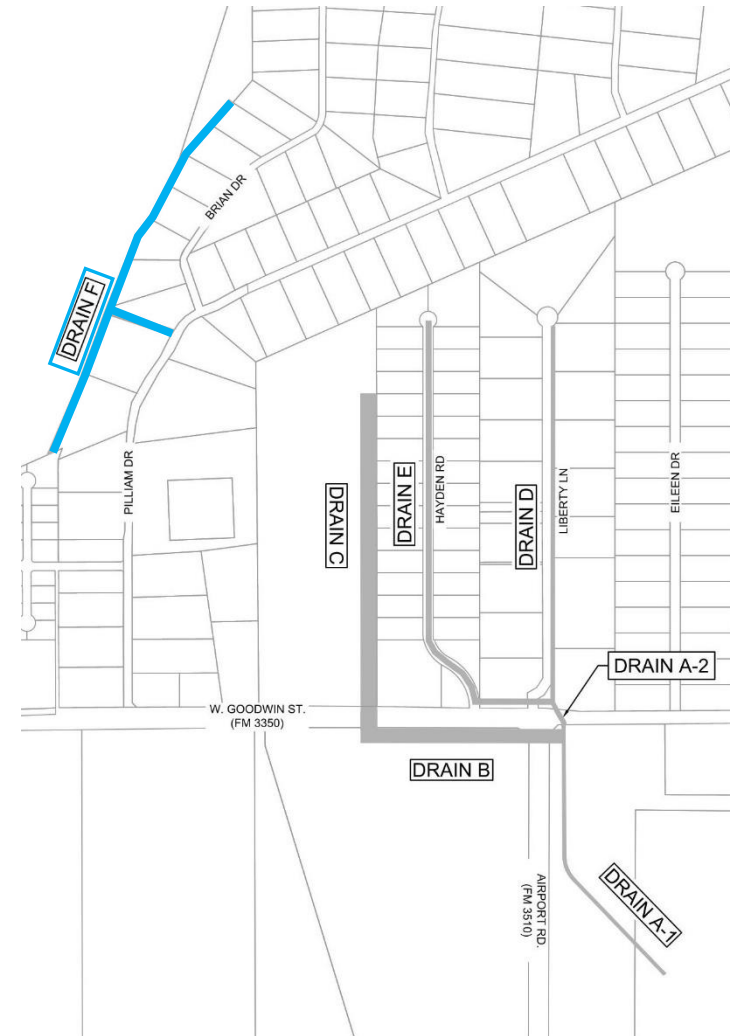 BRIAN DR
DRAIN F
PILLIAM DR
DRAIN C
DRAIN E
HAYDEN RD
DRAIN D
LIBERTY LN
EILEEN DR
DRAIN A-2
W. GOODWIN ST.
(FM 3350)
DRAIN B
AIRPORT RD.
(FM 3510)
DRAIN A-1